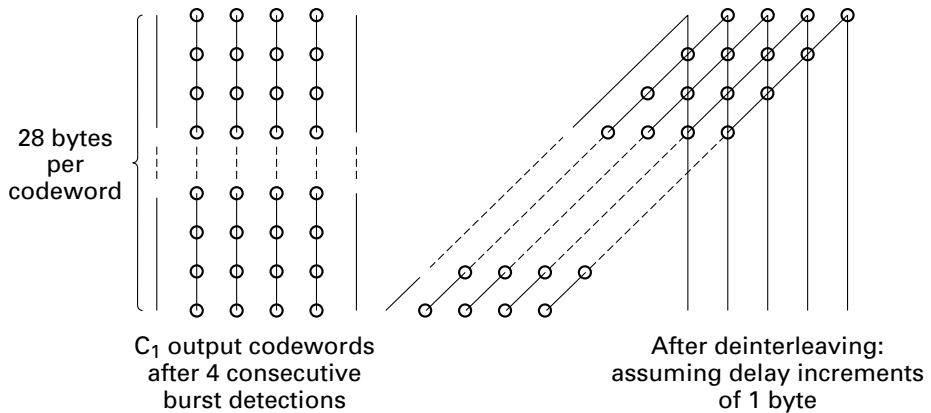 28 bytes
per
codeword
C₁ output codewords
after 4 consecutive
burst detections
After deinterleaving:
assuming delay increments
of 1 byte